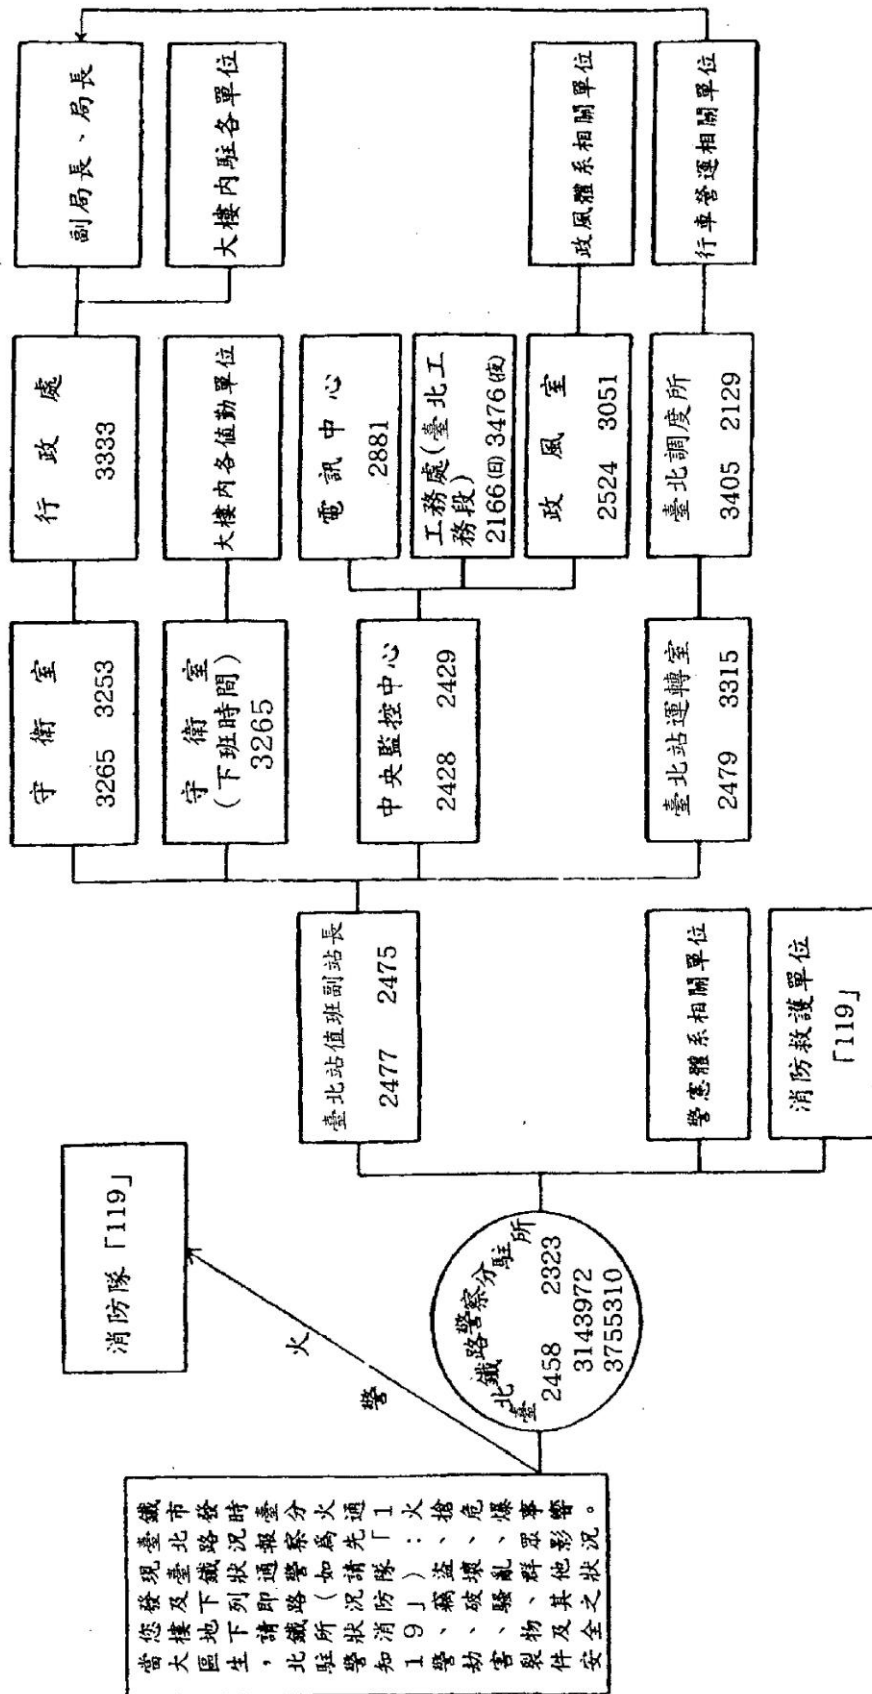 當您發現臺鐵
大樓及臺北市
區地下鐵路發
生下列狀況時
，請即通報臺
北鐵路警察分
駐所（如為火
警狀況請先通
知消防隊「1
19」）：火
警、竊盜、搶
劫、破壞、危
害、騷亂、爆
裂物、群眾事
件及其他影響
安全之狀況。
火警
消防隊「119」
臺北鐵路警察分駐所
2458 2323
3143972
3755310
臺北站值班副站長
2477 2475
警憲體系相關單位
消防救護單位
「119」
守衛室
3265 3253
守衛室
(下班時間)
3265
中央監控中心
2428 2429
臺北站運轉室
2479 3315
行政處
3333
大樓內各值勤單位
電訊中心
2881
工務處(臺北工
務段)
2166(日)3476(夜)
政風室
2524 3051
臺北調度所
3405 2129
副局長、局長
大樓內駐各單位
政風體系相關單位
行車營運相關單位